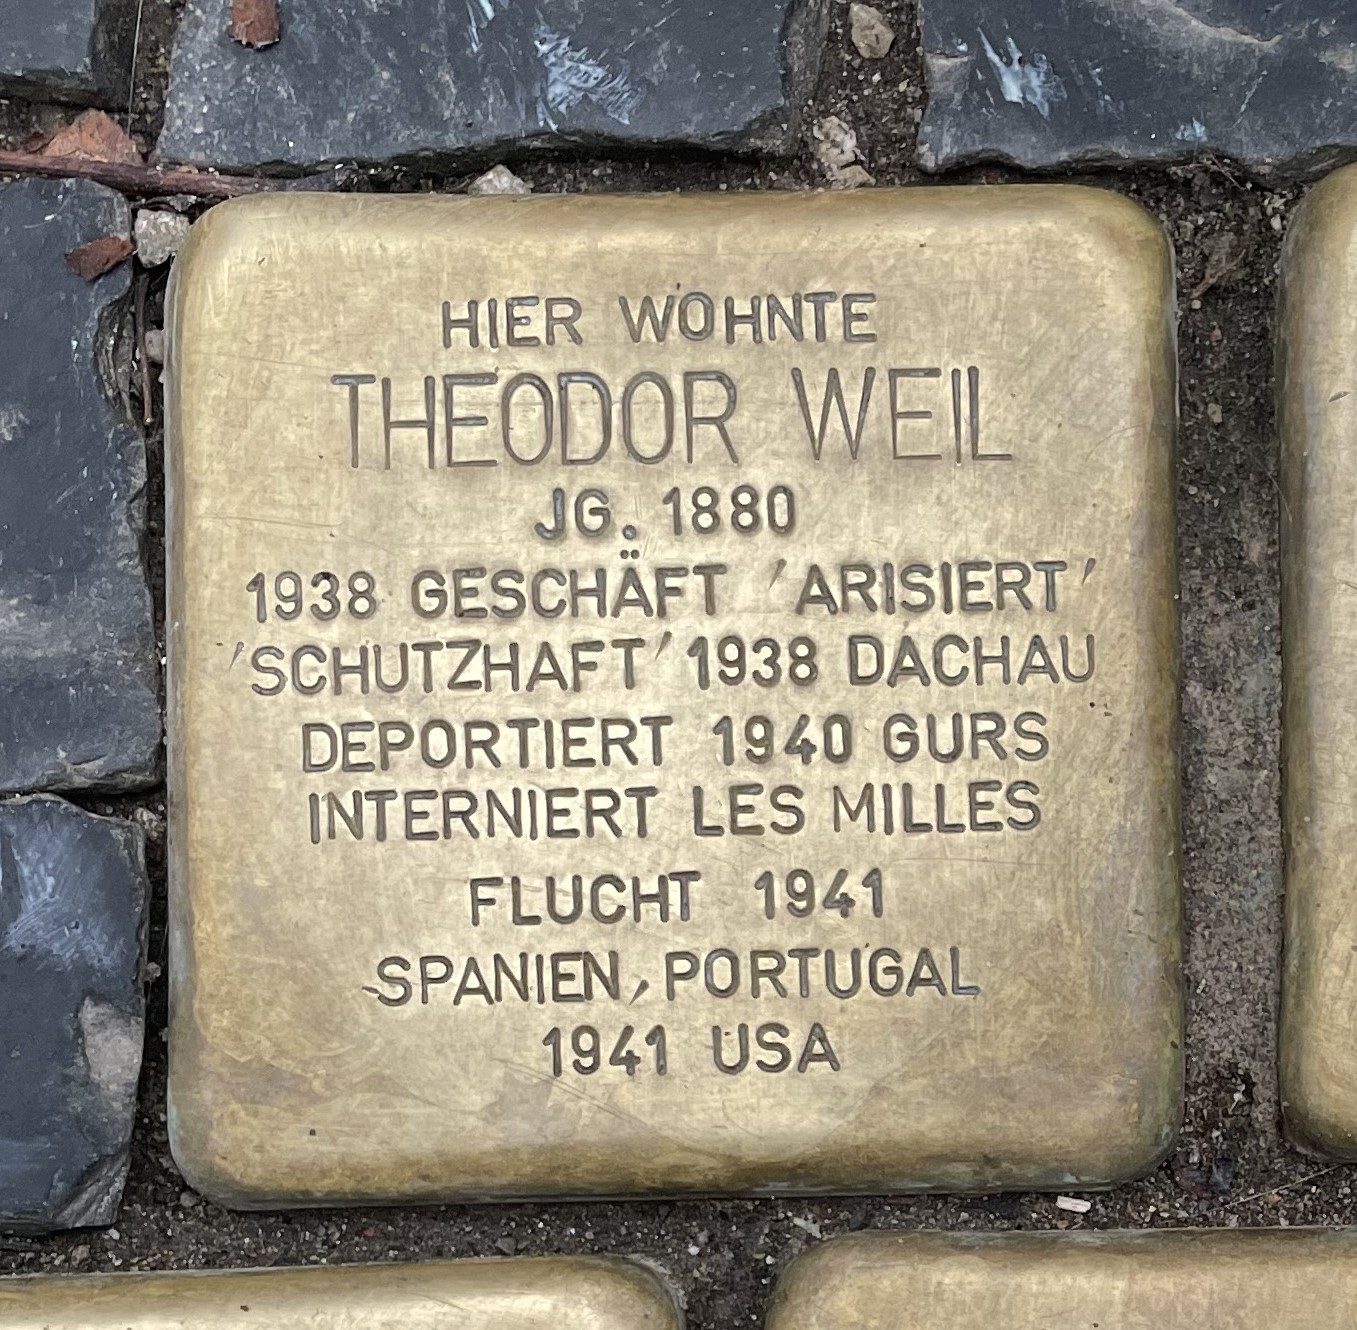 HIER WOHNTE
THEODOR WEIL
JG. 1880
1938 GESCHÄFT 'ARISIERT'
'SCHUTZHAFT' 1938 DACHAU
DEPORTIERT 1940 GURS
INTERNIERT LES MILLES
FLUCHT 1941
SPANIEN, PORTUGAL
1941 USA